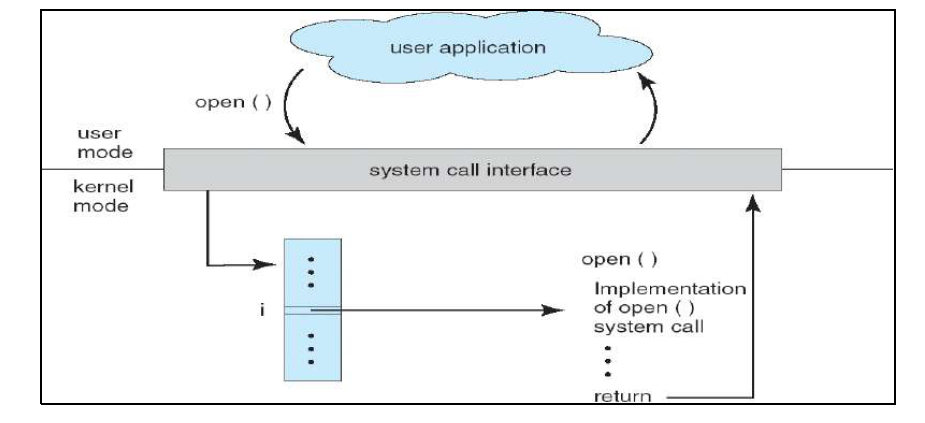 user application
open ( )
user
mode
system call interface
kernel
mode
open ( )
Implementation
of open ( )
system call
i
return